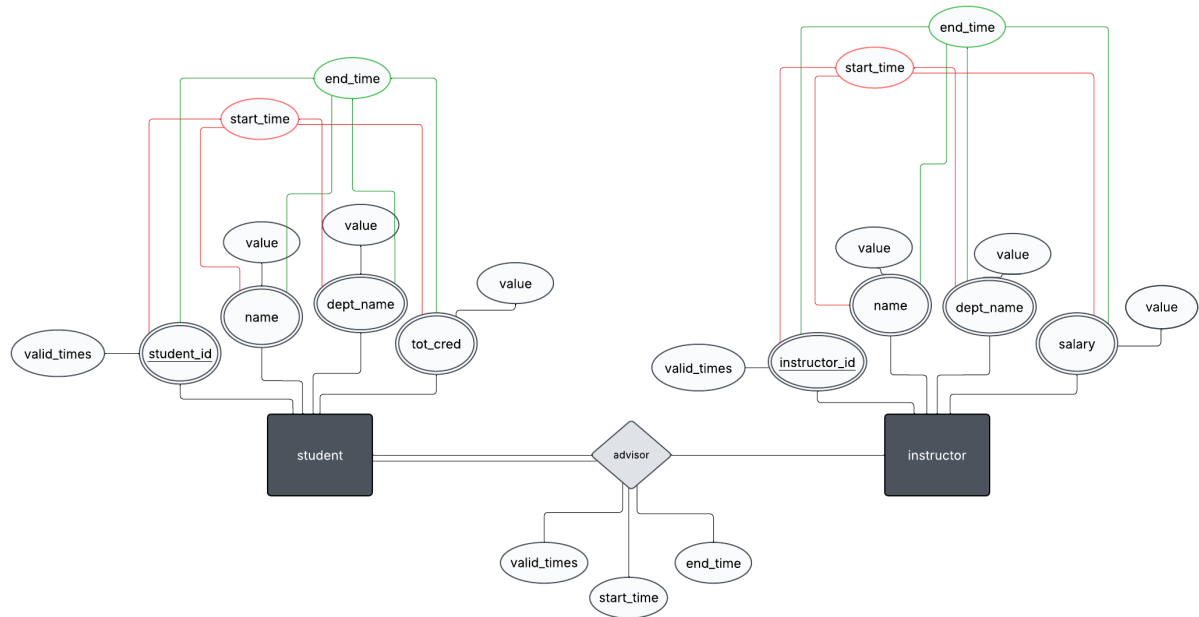 end_time
start_time
value
value
value
name
dept_name
tot_cred
valid_times
student_id
student
end_time
start_time
value
value
value
name
dept_name
salary
valid_times
instructor_id
instructor
advisor
valid_times
start_time
end_time